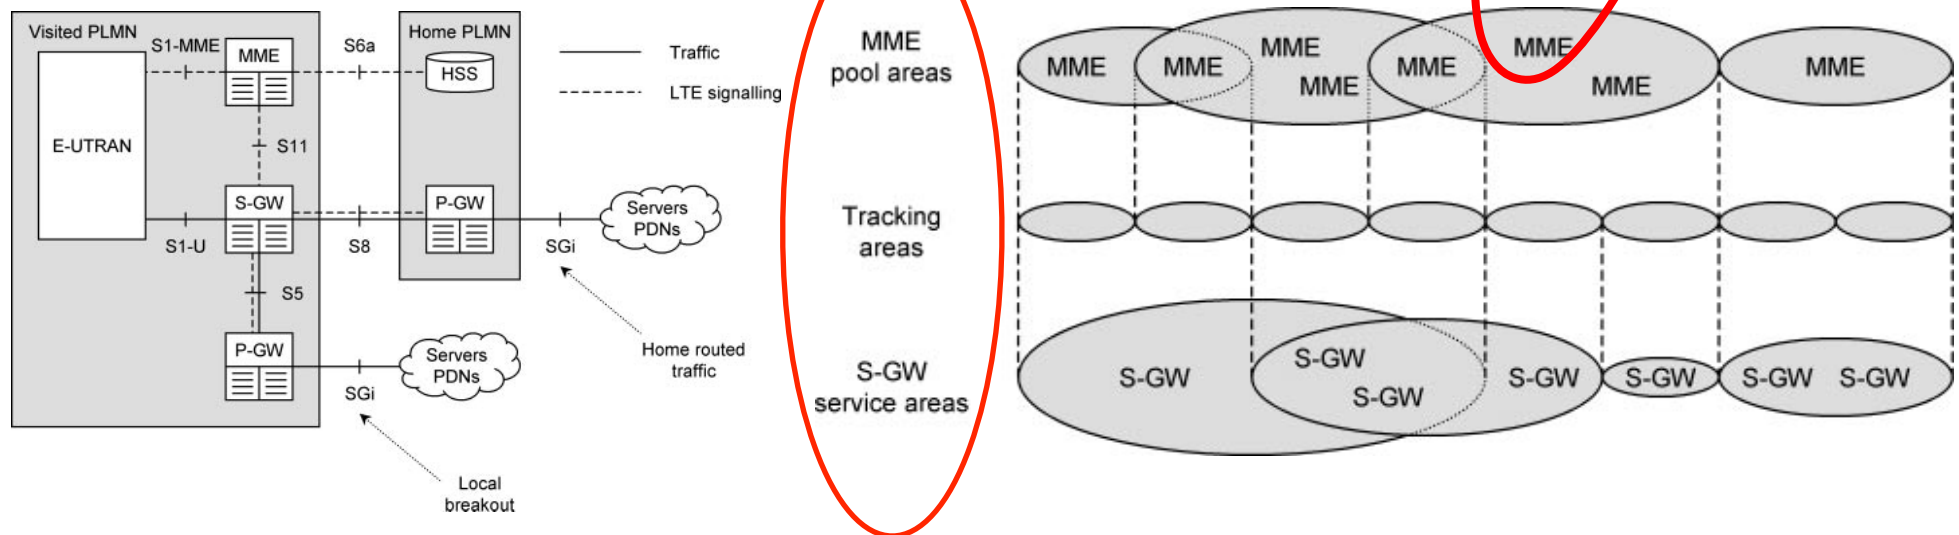 Visited PLMN
Home PLMN
S1-MME
MME
S6a
HSS
Traffic
LTE signalling
E-UTRAN
S11
S-GW
P-GW
Servers
PDNs
S1-U
S8
SGi
S5
P-GW
Servers
PDNs
SGi
Home routed
traffic
Local
breakout
MME
pool areas
MME
MME
MME
MME
MME
MME
MME
MME
Tracking
areas
S-GW
service areas
S-GW
S-GW
S-GW
S-GW
S-GW
S-GW
S-GW